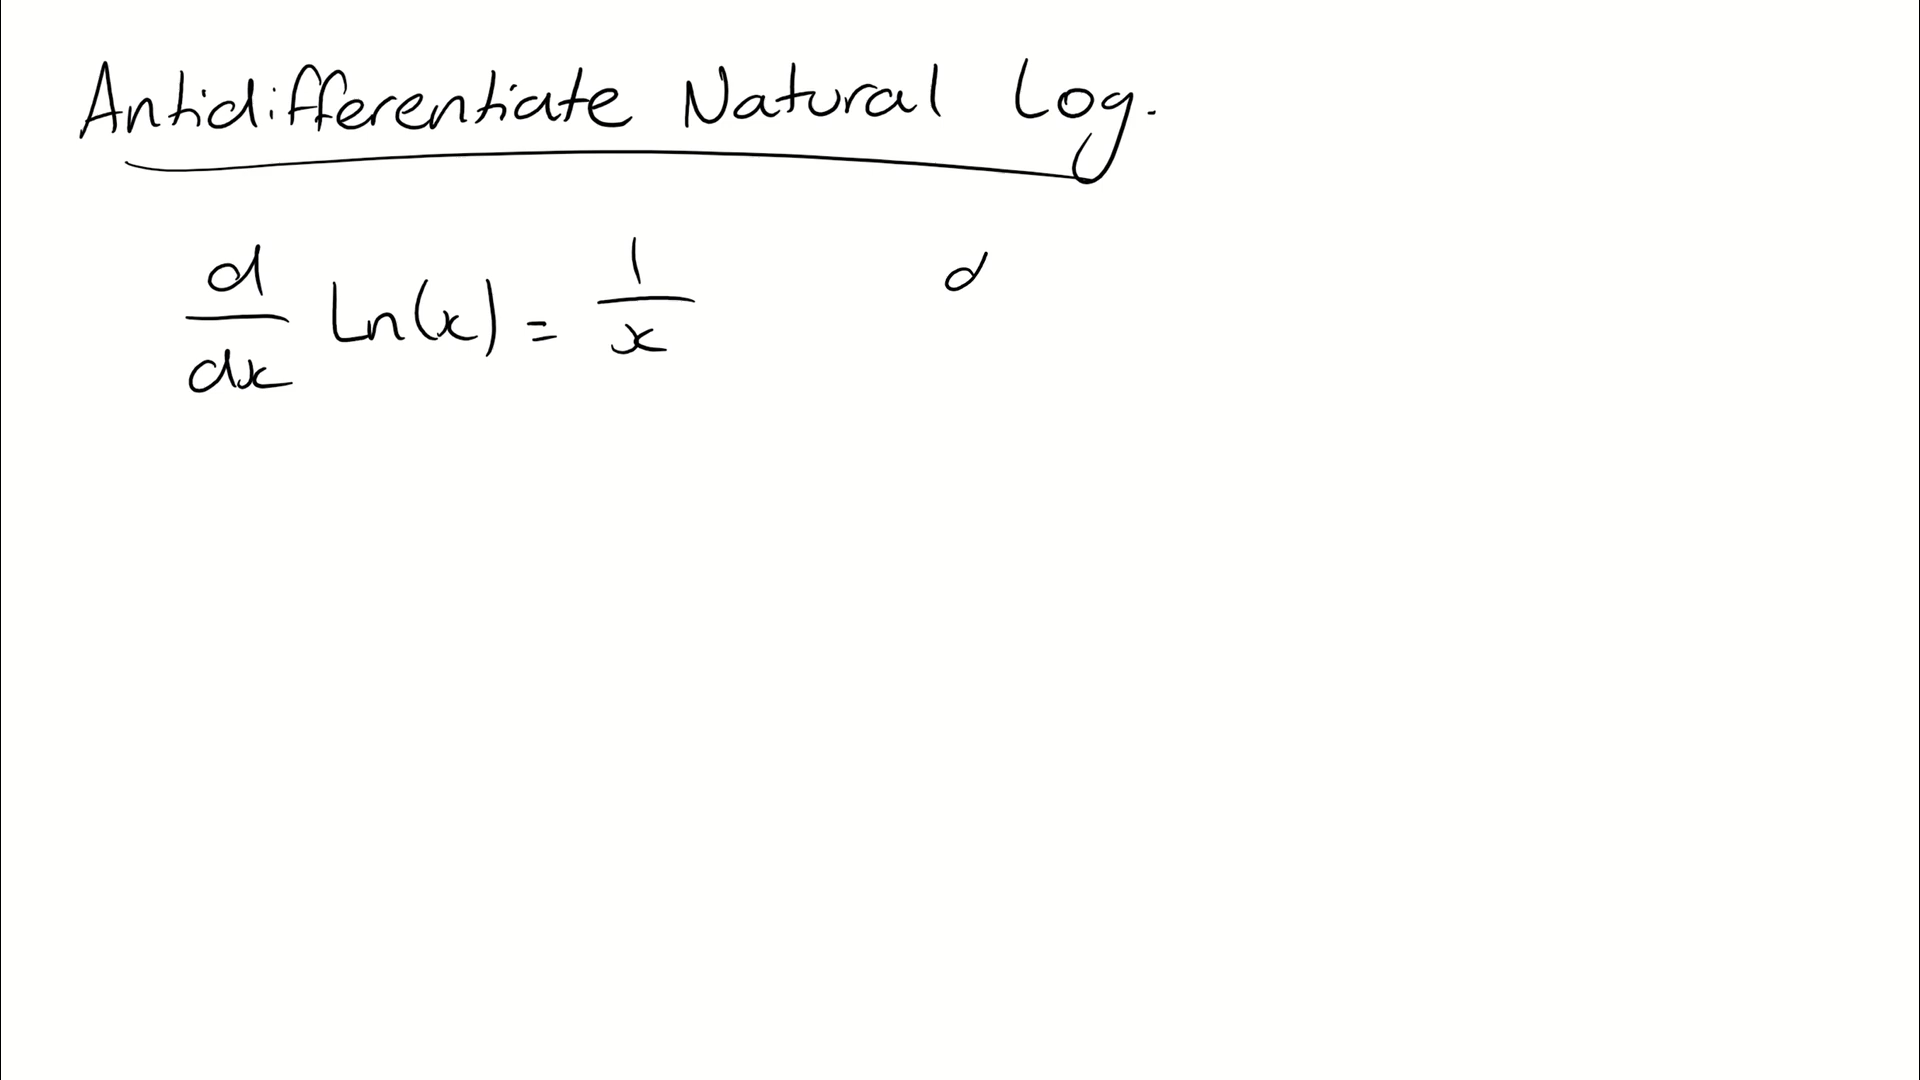 Antidifferentiate Natural Log.
d/dx Ln(x) = 1/x d